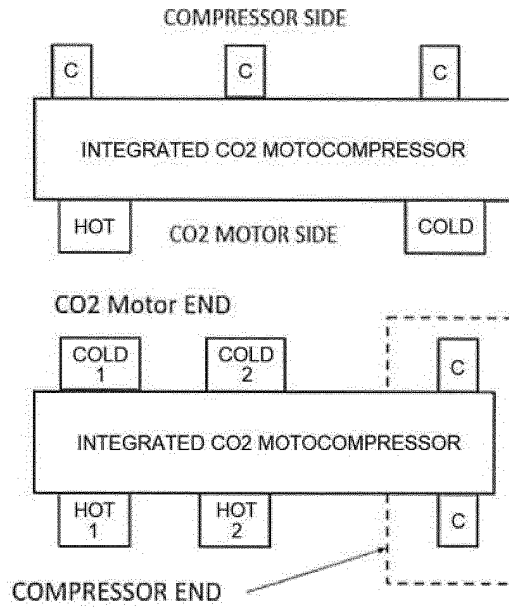 COMPRESSOR SIDE
C C C
INTEGRATED CO2 MOTOCOMPRESSOR
HOT CO2 MOTOR SIDE COLD
CO2 Motor END
COLD COLD
1 2
C
INTEGRATED CO2 MOTOCOMPRESSOR
HOT HOT
1 2
C
COMPRESSOR END